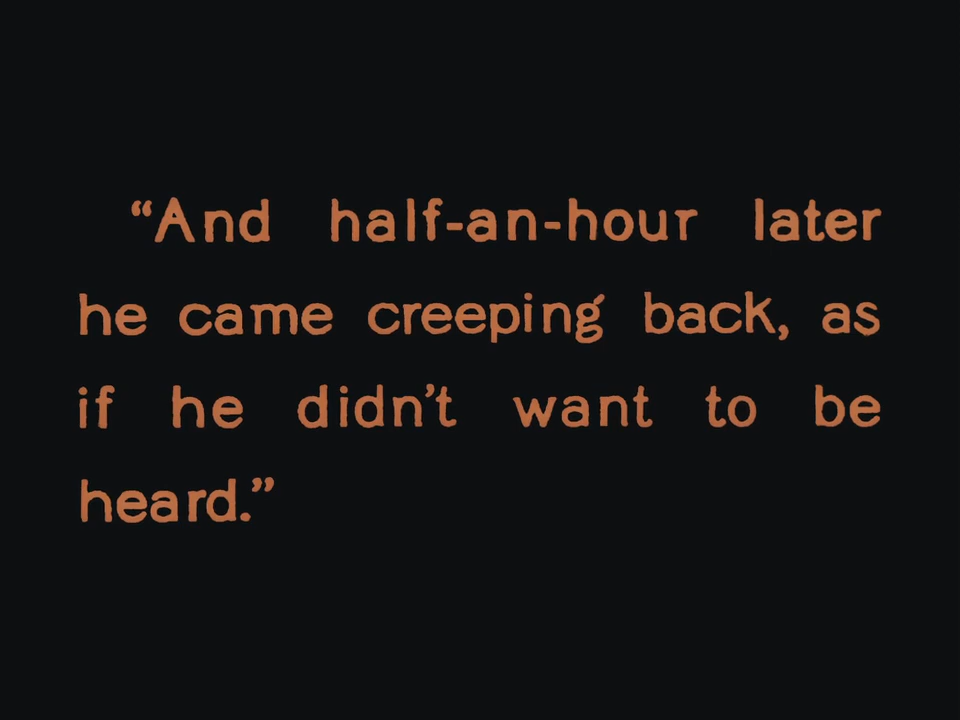 “And half-an-hour later
he came creeping back, as
if he didn’t want to be
heard.”